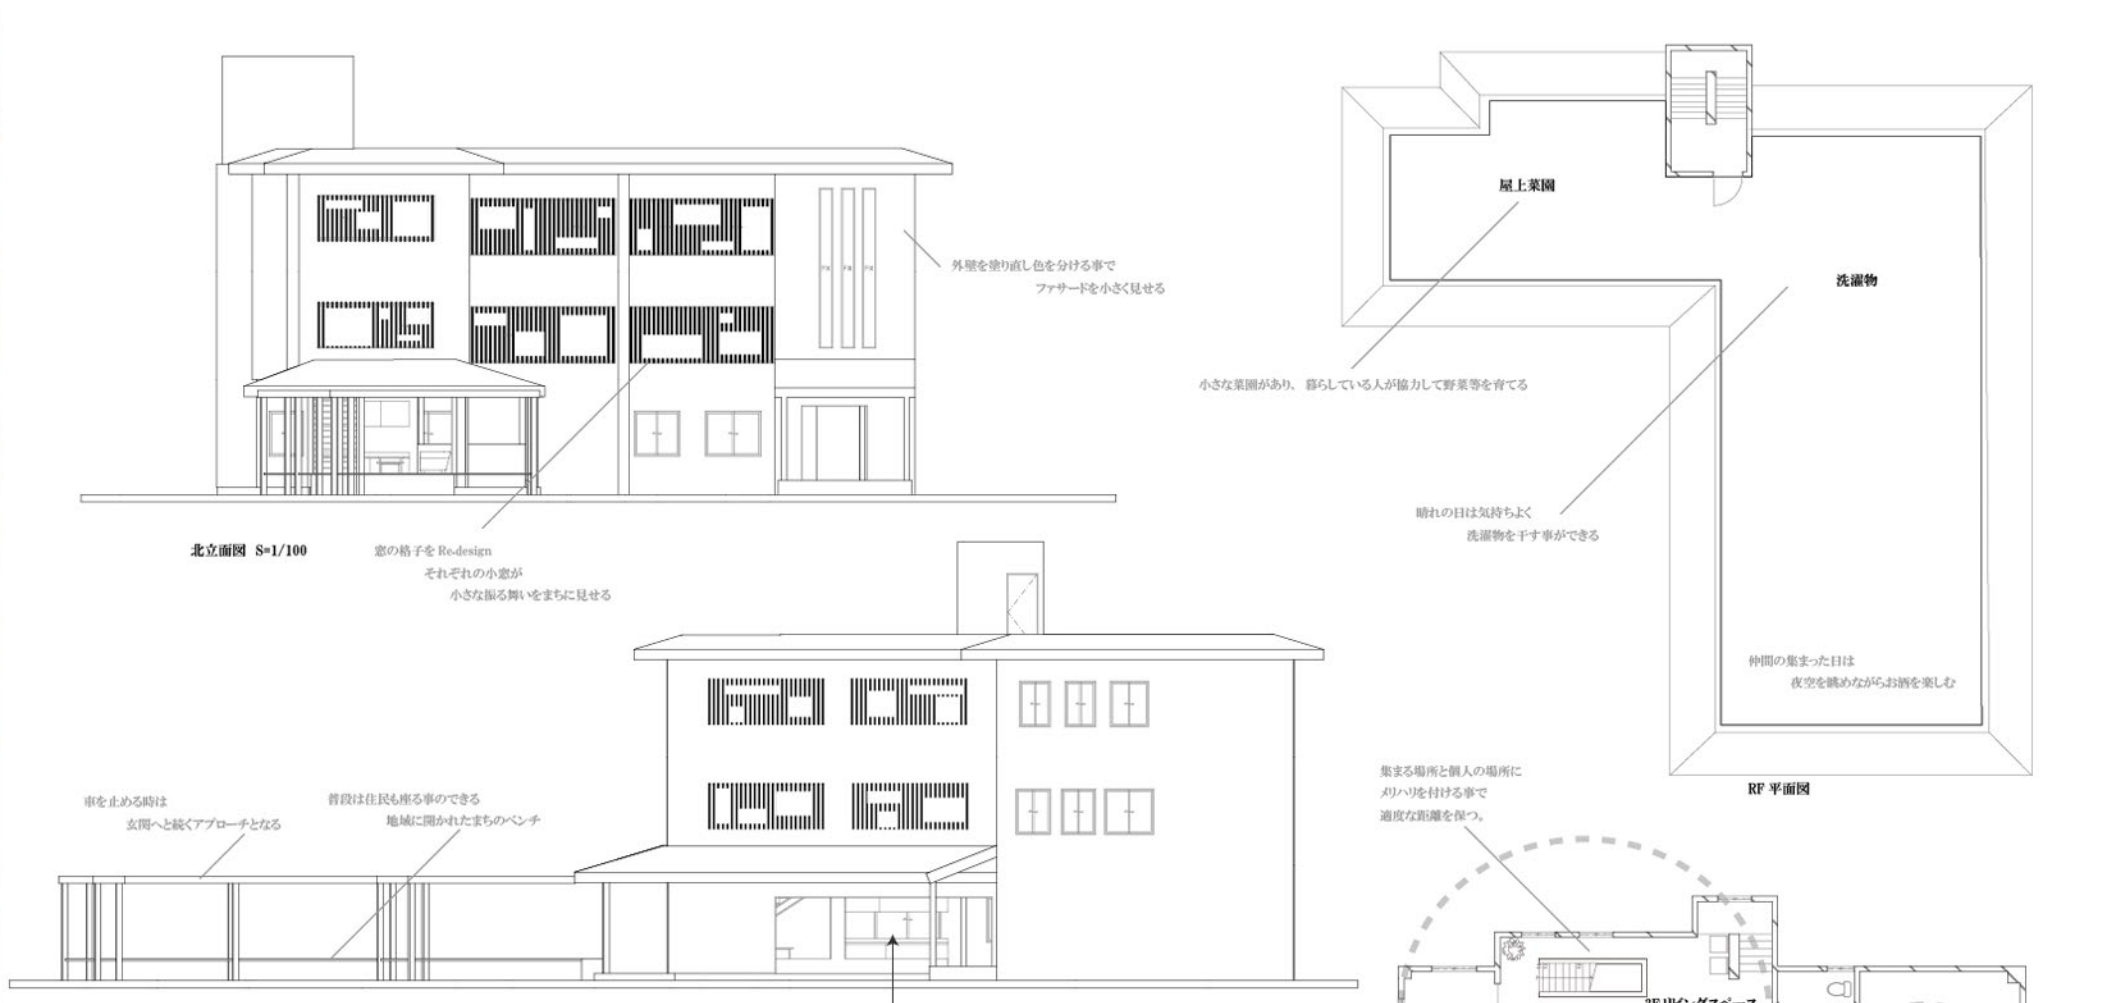 屋上菜園
洗濯物
外壁を塗り直し色を分ける事で
ファサードを小さく見せる
小さな菜園があり、暮らしている人が協力して野菜等を育てる
晴れの日は気持ちよく
洗濯物を干す事ができる
北立面図 S=1/100
窓の格子を Re-design
それぞれの小窓が
小さな振る舞いをまちに見せる
仲間の集まった日は
夜空を眺めながらお酒を楽しむ
RF 平面図
車を止める時は
玄関へと続くアプローチとなる
普段は住民も座る事のできる
地域に開かれたまちのベンチ
集まる場所と個人の場所に
メリハリを付ける事で
適度な距離を保つ。